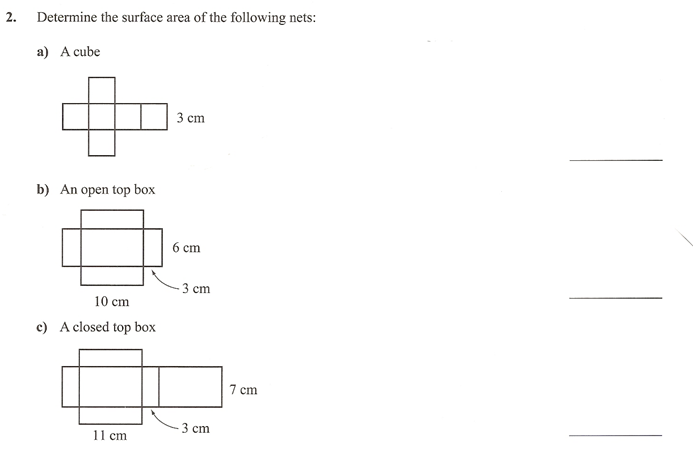 2. Determine the surface area of the following nets:
a) A cube
3 cm
b) An open top box
6 cm
3 cm
10 cm
c) A closed top box
7 cm
3 cm
11 cm